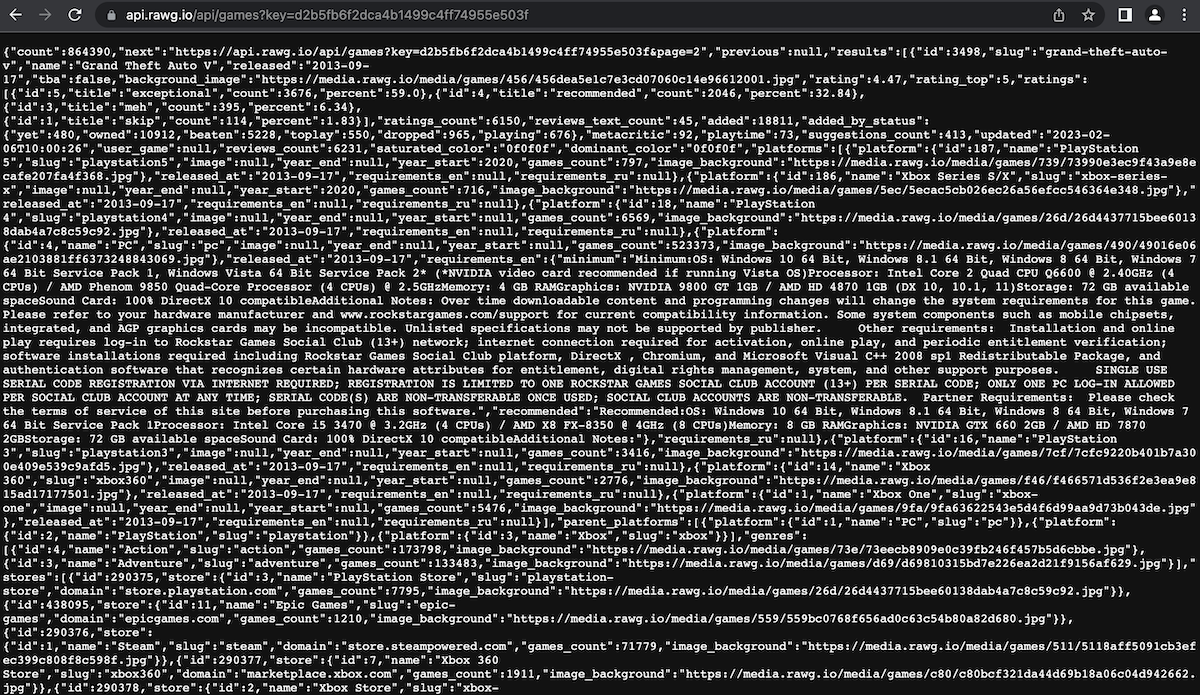 api.rawg.io/api/games?key=d2b5fb6f2dca4b1499c4ff74955e503f
{"count":864390,"next":"https://api.rawg.io/api/games?key=d2b5fb6f2dca4b1499c4ff74955e503f&page=2","previous":null,"results":[{"id":3498,"slug":"grand-theft-auto-
v","name":"Grand Theft Auto V","released":"2013-09-
17","tba":false,"background_image":"https://media.rawg.io/media/games/456/456dea5e1c7e3cd07060c14e96612001.jpg","rating":4.47,"rating_top":5,"ratings":
[{"id":5,"title":"exceptional","count":3676,"percent":59.0},{"id":4,"title":"recommended","count":2046,"percent":32.84},
{"id":3,"title":"meh","count":395,"percent":6.34},
{"id":1,"title":"skip","count":114,"percent":1.83}],"ratings_count":6150,"reviews_text_count":45,"added":18811,"added_by_status":
{"yet":480,"owned":10912,"beaten":5228,"toplay":550,"dropped":965,"playing":676},"metacritic":92,"playtime":73,"suggestions_count":413,"updated":"2023-02-
06T10:00:26","user_game":null,"reviews_count":6231,"saturated_color":"0f0f0f","dominant_color":"0f0f0f","platforms":[{"platform":{"id":187,"name":"PlayStation
5","slug":"playstation5","image":null,"year_end":null,"year_start":2020,"games_count":797,"image_background":"https://media.rawg.io/media/games/739/73990e3ec9f43a9e8e
cafe207fa4f368.jpg"},"released_at":"2013-09-17","requirements_en":null,"requirements_ru":null},{"platform":{"id":186,"name":"Xbox Series S/X","slug":"xbox-series-
x","image":null,"year_end":null,"year_start":2020,"games_count":716,"image_background":"https://media.rawg.io/media/games/5ec/5ecac5cb026ec26a56efcc546364e348.jpg"},"
released_at":"2013-09-17","requirements_en":null,"requirements_ru":null},{"platform":{"id":18,"name":"PlayStation
4","slug":"playstation4","image":null,"year_end":null,"year_start":null,"games_count":6569,"image_background":"https://media.rawg.io/media/games/26d/26d4437715bee6013
8dab4a7c8c59c92.jpg"},"released_at":"2013-09-17","requirements_en":null,"requirements_ru":null},{"platform":
{"id":4,"name":"PC","slug":"pc","image":null,"year_end":null,"year_start":null,"games_count":523373,"image_background":"https://media.rawg.io/media/games/490/49016e06
ae2103881ff6373248843069.jpg"},"released_at":"2013-09-17","requirements_en":{"minimum":"Minimum:OS: Windows 10 64 Bit, Windows 8.1 64 Bit, Windows 8 64 Bit, Windows 7
64 Bit Service Pack 1, Windows Vista 64 Bit Service Pack 2* (*NVIDIA video card recommended if running Vista OS)Processor: Intel Core 2 Quad CPU Q6600 @ 2.40GHz (4
CPUs) / AMD Phenom 9850 Quad-Core Processor (4 CPUs) @ 2.5GHzMemory: 4 GB RAMGraphics: NVIDIA 9800 GT 1GB / AMD HD 4870 1GB (DX 10, 10.1, 11)Storage: 72 GB available
spaceSound Card: 100% DirectX 10 compatibleAdditional Notes: Over time downloadable content and programming changes will change the system requirements for this game.
Please refer to your hardware manufacturer and www.rockstargames.com/support for current compatibility information. Some system components such as mobile chipsets,
integrated, and AGP graphics cards may be incompatible. Unlisted specifications may not be supported by publisher.     Other requirements:  Installation and online
play requires log-in to Rockstar Games Social Club (13+) network; internet connection required for activation, online play, and periodic entitlement verification;
software installations required including Rockstar Games Social Club platform, DirectX , Chromium, and Microsoft Visual C++ 2008 sp1 Redistributable Package, and
authentication software that recognizes certain hardware attributes for entitlement, digital rights management, system, and other support purposes.     SINGLE USE
SERIAL CODE REGISTRATION VIA INTERNET REQUIRED; REGISTRATION IS LIMITED TO ONE ROCKSTAR GAMES SOCIAL CLUB ACCOUNT (13+) PER SERIAL CODE; ONLY ONE PC LOG-IN ALLOWED
PER SOCIAL CLUB ACCOUNT AT ANY TIME; SERIAL CODE(S) ARE NON-TRANSFERABLE ONCE USED; SOCIAL CLUB ACCOUNTS ARE NON-TRANSFERABLE.  Partner Requirements:  Please check
the terms of service of this site before purchasing this software.","recommended":"Recommended:OS: Windows 10 64 Bit, Windows 8.1 64 Bit, Windows 8 64 Bit, Windows 7
64 Bit Service Pack 1Processor: Intel Core i5 3470 @ 3.2GHz (4 CPUs) / AMD X8 FX-8350 @ 4GHz (8 CPUs)Memory: 8 GB RAMGraphics: NVIDIA GTX 660 2GB / AMD HD 7870
2GBStorage: 72 GB available spaceSound Card: 100% DirectX 10 compatibleAdditional Notes:"},"requirements_ru":null},{"platform":{"id":16,"name":"PlayStation
3","slug":"playstation3","image":null,"year_end":null,"year_start":null,"games_count":3416,"image_background":"https://media.rawg.io/media/games/7cf/7cfc9220b401b7a30
0e409e539c9afd5.jpg"},"released_at":"2013-09-17","requirements_en":null,"requirements_ru":null},{"platform":{"id":14,"name":"Xbox
360","slug":"xbox360","image":null,"year_end":null,"year_start":null,"games_count":2776,"image_background":"https://media.rawg.io/media/games/f46/f466571d536f2e3ea9e8
15ad17177501.jpg"},"released_at":"2013-09-17","requirements_en":null,"requirements_ru":null},{"platform":{"id":1,"name":"Xbox One","slug":"xbox-
one","image":null,"year_end":null,"year_start":null,"games_count":5476,"image_background":"https://media.rawg.io/media/games/9fa/9fa63622543e5d4f6d99aa9d73b043de.jpg"
},"released_at":"2013-09-17","requirements_en":null,"requirements_ru":null}],"parent_platforms":[{"platform":{"id":1,"name":"PC","slug":"pc"}},{"platform":
{"id":2,"name":"PlayStation","slug":"playstation"}},{"platform":{"id":3,"name":"Xbox","slug":"xbox"}}],"genres":
[{"id":4,"name":"Action","slug":"action","games_count":173798,"image_background":"https://media.rawg.io/media/games/73e/73eecb8909e0c39fb246f457b5d6cbbe.jpg"},
{"id":3,"name":"Adventure","slug":"adventure","games_count":133483,"image_background":"https://media.rawg.io/media/games/d69/d69810315bd7e226ea2d21f9156af629.jpg"}],"
stores":[{"id":290375,"store":{"id":3,"name":"PlayStation Store","slug":"playstation-
store","domain":"store.playstation.com","games_count":7795,"image_background":"https://media.rawg.io/media/games/26d/26d4437715bee60138dab4a7c8c59c92.jpg"}},
{"id":438095,"store":{"id":11,"name":"Epic Games","slug":"epic-
games","domain":"epicgames.com","games_count":1210,"image_background":"https://media.rawg.io/media/games/559/559bc0768f656ad0c63c54b80a82d680.jpg"}},
{"id":290376,"store":
{"id":1,"name":"Steam","slug":"steam","domain":"store.steampowered.com","games_count":71779,"image_background":"https://media.rawg.io/media/games/511/5118aff5091cb3ef
ec399c808f8c598f.jpg"}},{"id":290377,"store":{"id":7,"name":"Xbox 360
Store","slug":"xbox360","domain":"marketplace.xbox.com","games_count":1911,"image_background":"https://media.rawg.io/media/games/c80/c80bcf321da44d69b18a06c04d942662.
jpg"}},{"id":290378,"store":{"id":2,"name":"Xbox Store","slug":"xbox-